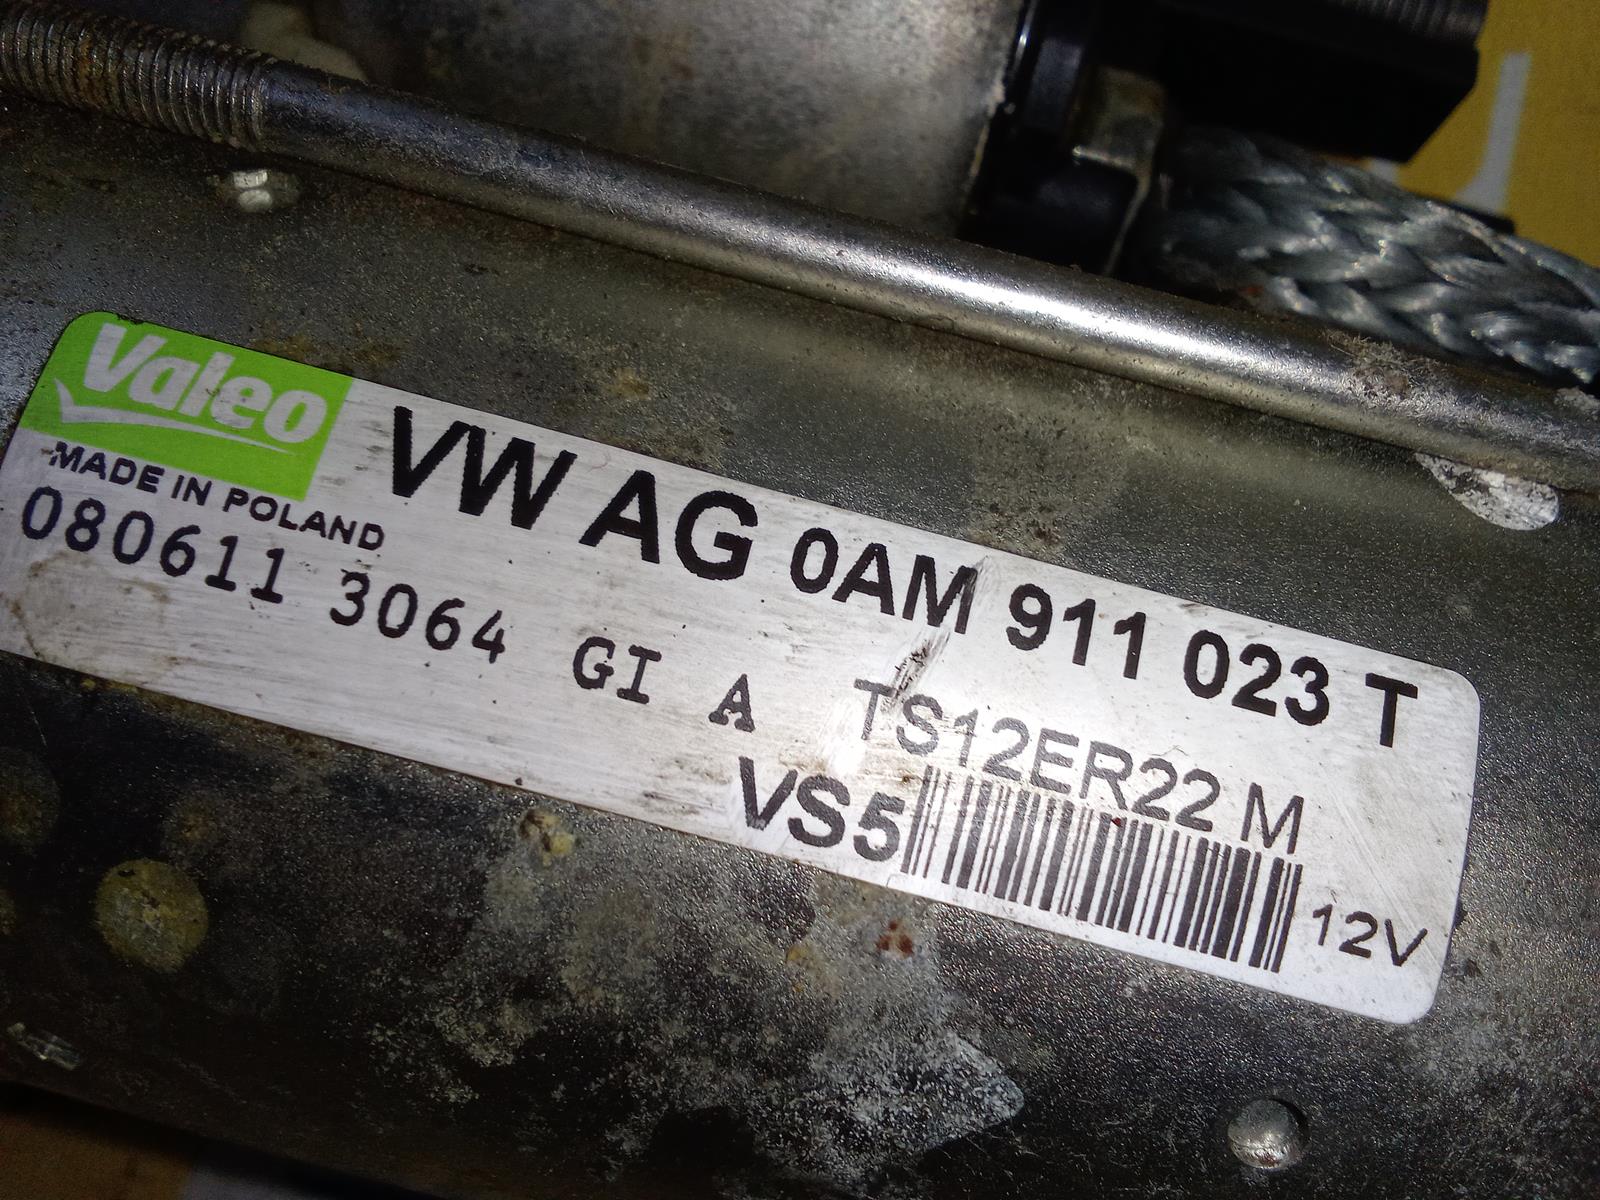 Valeo
VW AG 0AM 911 023 T
MADE IN POLAND
080611 3064 GI A TS12ER22 M
VS5
12V